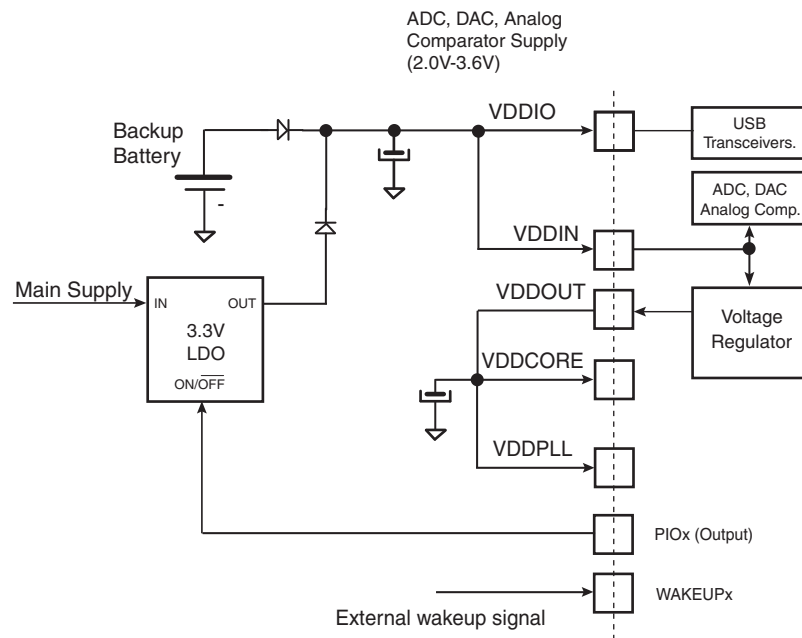 ADC, DAC, Analog
Comparator Supply
(2.0V-3.6V)
VDDIO
USB
Transceivers.
Backup
Battery
-
ADC, DAC
Analog Comp.
VDDIN
Main Supply
IN
OUT
3.3V
LDO
ON/OFF
VDDOUT
Voltage
Regulator
VDDCORE
VDDPLL
PIOx (Output)
WAKEUPx
External wakeup signal